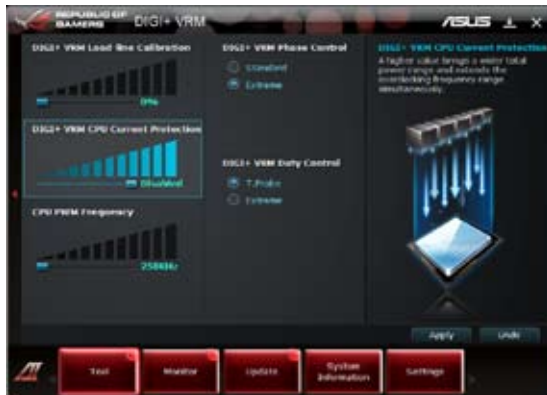 REPUBLIC OF
GAMERS
DIGI+ VRM
ASUS
DIGI+ VRM Load-line Calibration
0%
DIGI+ VRM CPU Current Protection
Disabled
CPU PWM Frequency
250KHz
DIGI+ VRM Phase Control
Standard
Extreme
DIGI+ VRM Duty Control
T.Probe
Extreme
DIGI+ VRM CPU Current Protection
A higher value brings a wider total
power range and extends the
overclocking frequency range
simultaneously.
Apply
Undo
Tool
Monitor
Update
System
Information
Settings